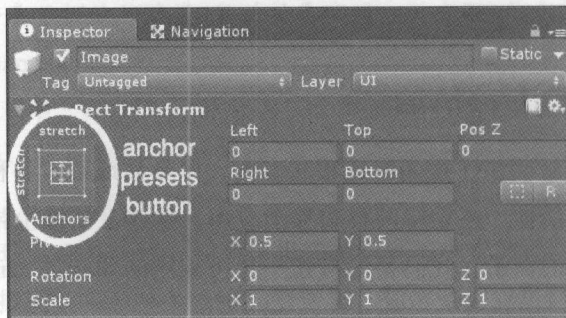 Inspector Navigation
Image Static
Tag Untagged Layer UI
Rect Transform
stretch
stretch
anchor
presets
button
Left Top Pos Z
0 0 0
Right Bottom
0 0
R
Anchors
Pivot X 0.5 Y 0.5
Rotation X 0 Y 0 Z 0
Scale X 1 Y 1 Z 1